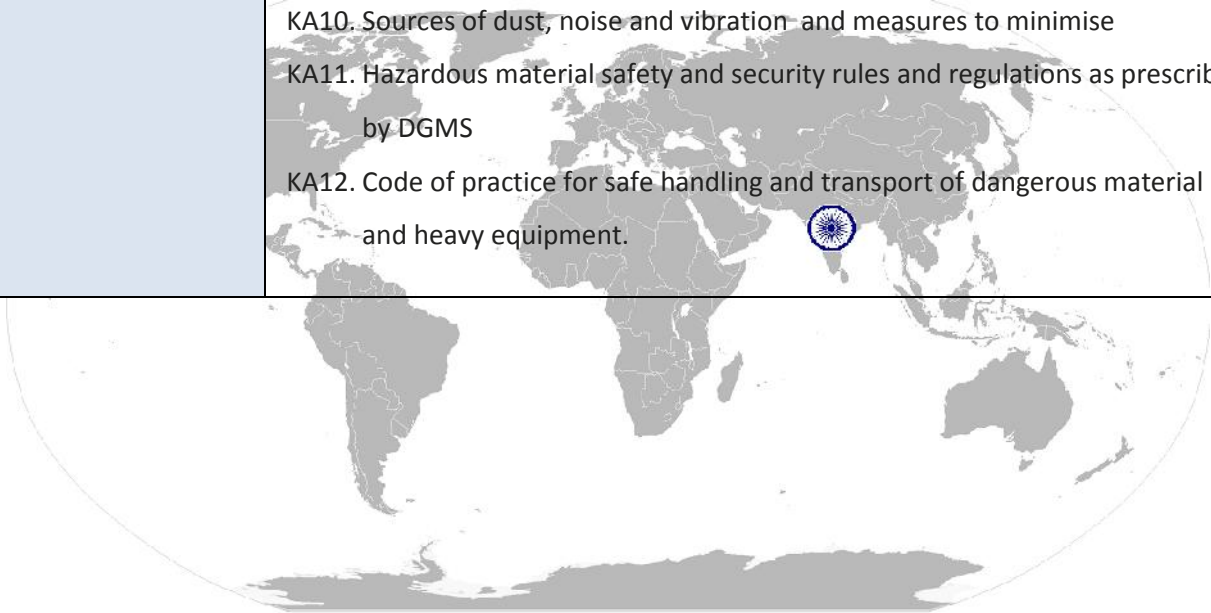 KA10. Sources of dust, noise and vibration and measures to minimise
KA11. Hazardous material safety and security rules and regulations as prescrib
by DGMS
KA12. Code of practice for safe handling and transport of dangerous material
and heavy equipment.